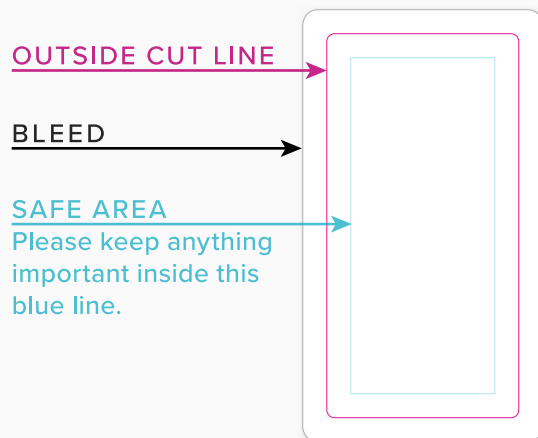 OUTSIDE CUT LINE
BLEED
SAFE AREA
Please keep anything
important inside this
blue line.